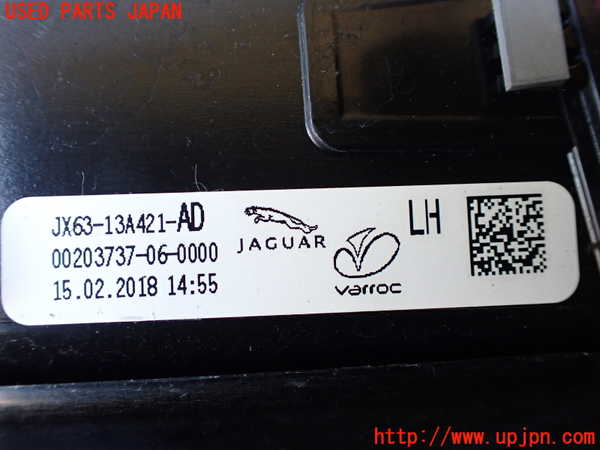 USED PARTS JAPAN
JX63-13A421-AD
00203737-06-0000
15.02.2018 14:55
JAGUAR
varroc
LH
http://www.upjpn.com/